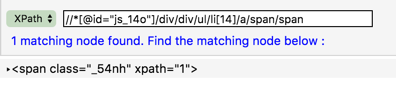 XPath //*[@id="js_14o"]/div/div/ul/li[14]/a/span/span
1 matching node found. Find the matching node below :
▸<span class="_54nh" xpath="1">